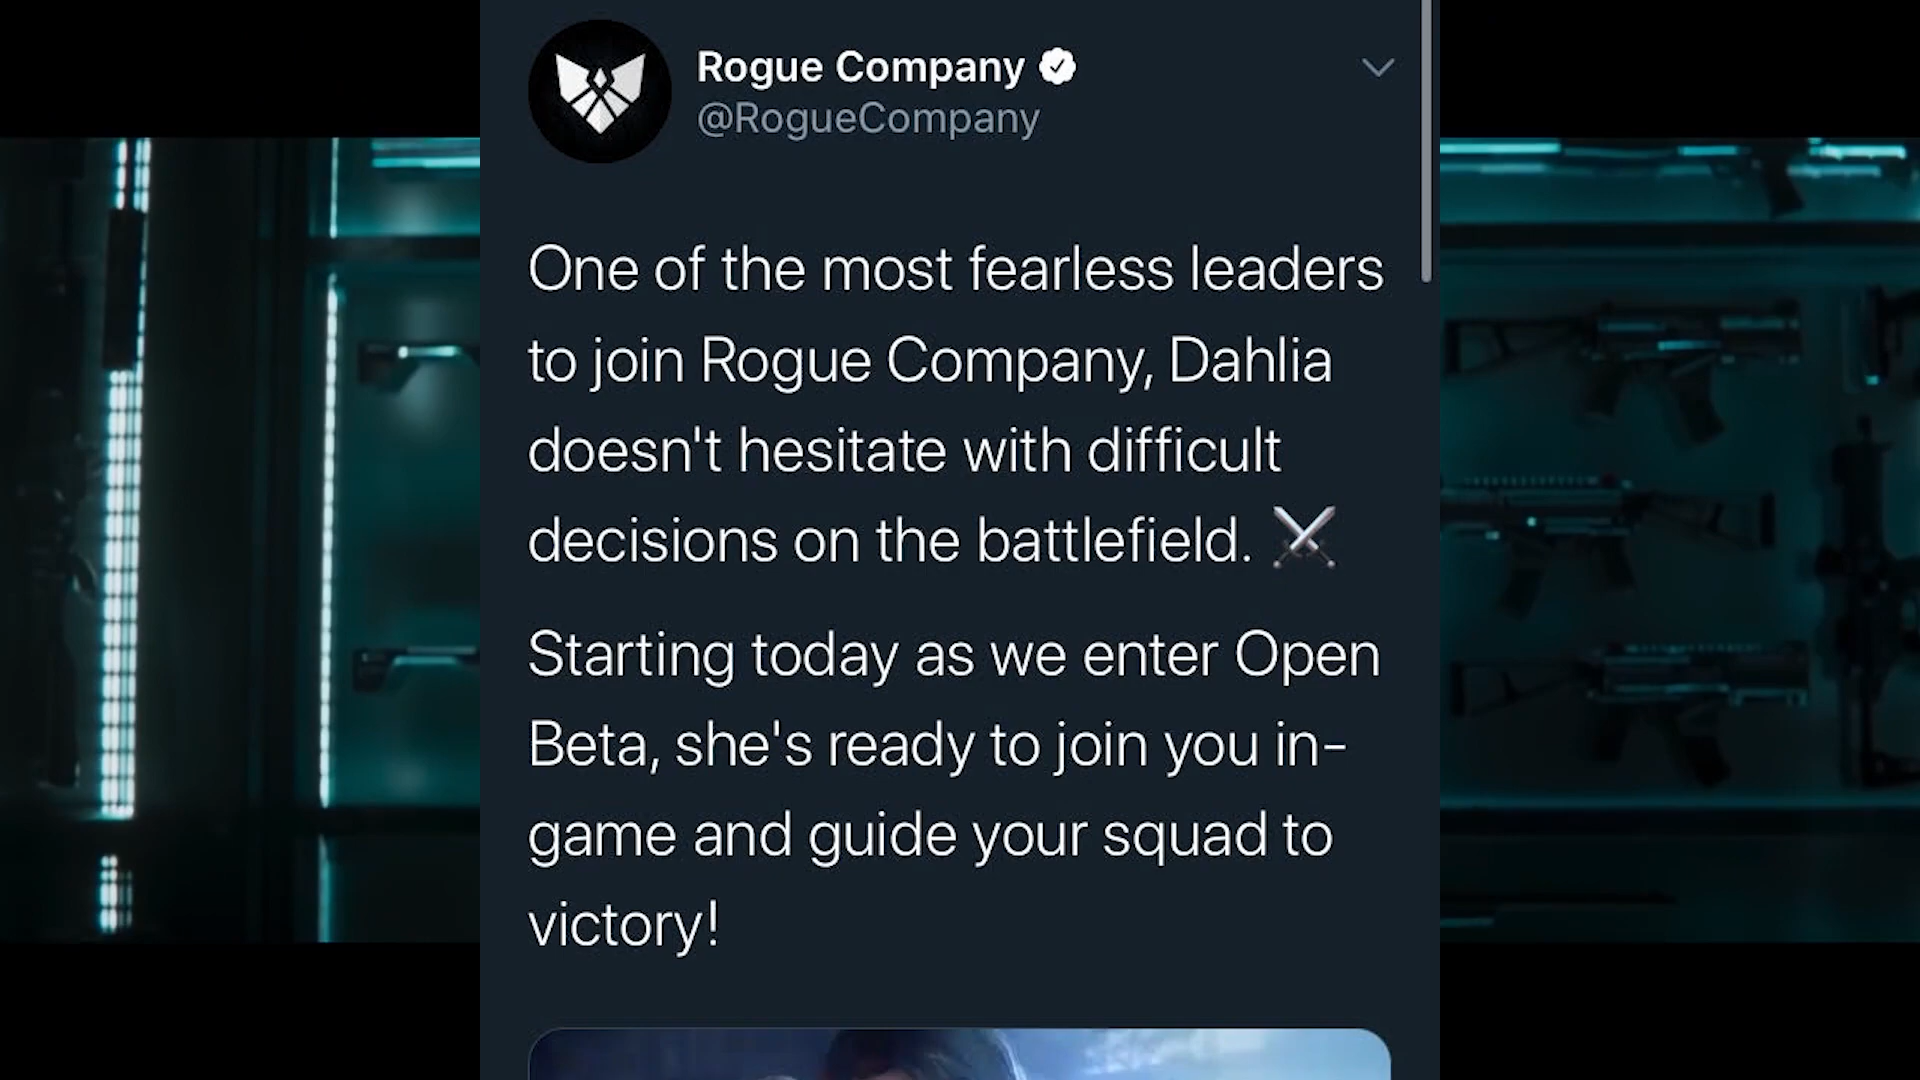 Rogue Company
@RogueCompany
One of the most fearless leaders
to join Rogue Company, Dahlia
doesn't hesitate with difficult
decisions on the battlefield. ⚔
Starting today as we enter Open
Beta, she's ready to join you in-
game and guide your squad to
victory!